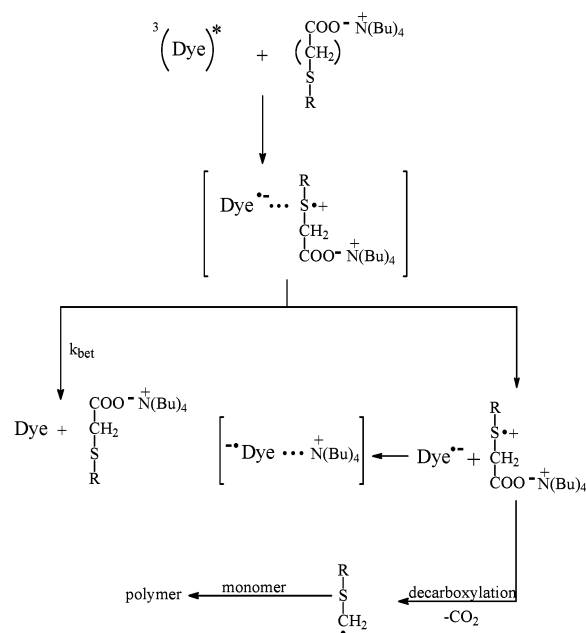 COO⁻ N⁺(Bu)₄
³(Dye)* + (CH₂)
S
R
R
Dye•⁻ ••• S•+
CH₂
COO⁻ N⁺(Bu)₄
k_bet
COO⁻ N⁺(Bu)₄
Dye + CH₂
S
R
[⁻•Dye ••• N⁺(Bu)₄]
R
S•+
Dye•⁻ + CH₂
COO⁻ N⁺(Bu)₄
R
polymer monomer S decarboxylation
CH₂ -CO₂
•